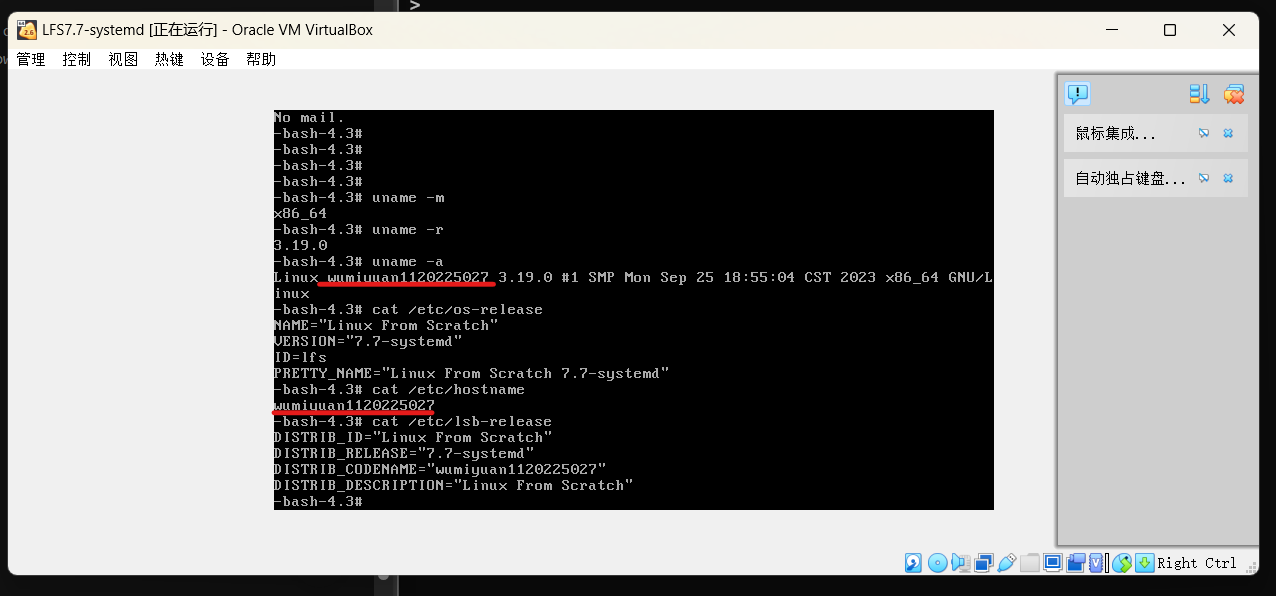 >
LFS7.7-systemd [正在运行] - Oracle VM VirtualBox
管理 控制 视图 热键 设备 帮助
No mail.
-bash-4.3#
-bash-4.3#
-bash-4.3#
-bash-4.3#
-bash-4.3# uname -m
x86_64
-bash-4.3# uname -r
3.19.0
-bash-4.3# uname -a
Linux wumiyuan1120225027 3.19.0 #1 SMP Mon Sep 25 18:55:04 CST 2023 x86_64 GNU/L
inux
-bash-4.3# cat /etc/os-release
NAME="Linux From Scratch"
VERSION="7.7-systemd"
ID=lfs
PRETTY_NAME="Linux From Scratch 7.7-systemd"
-bash-4.3# cat /etc/hostname
wumiyuan1120225027
-bash-4.3# cat /etc/lsb-release
DISTRIB_ID="Linux From Scratch"
DISTRIB_RELEASE="7.7-systemd"
DISTRIB_CODENAME="wumiyuan1120225027"
DISTRIB_DESCRIPTION="Linux From Scratch"
-bash-4.3#
鼠标集成...
自动独占键盘...
Right Ctrl